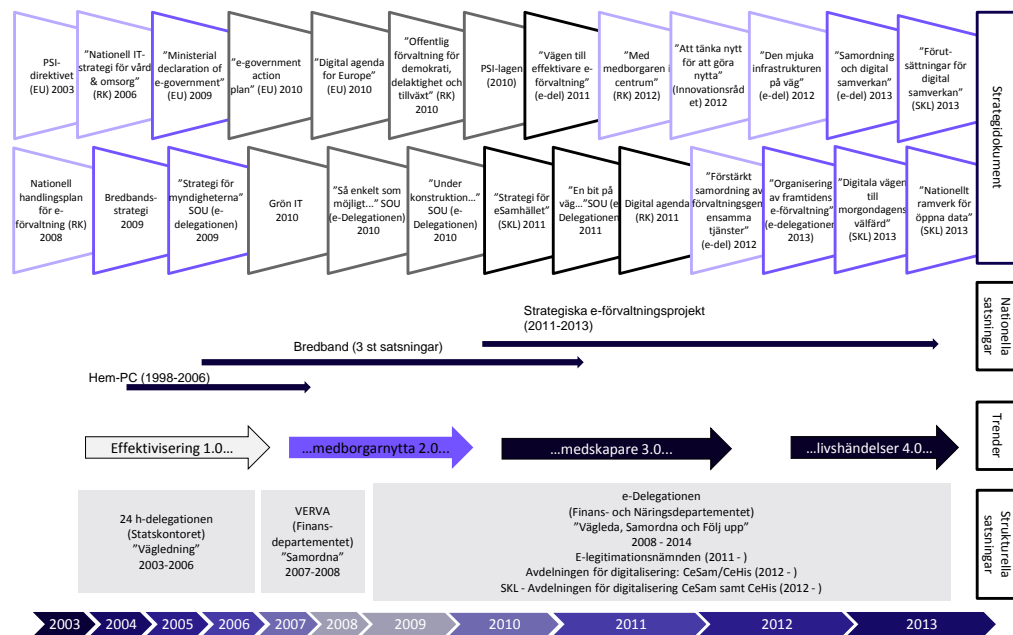 PSI-
direktivet
(EU) 2003
"Nationell IT-
strategi för vård
& omsorg"
(RK) 2006
"Ministerial
declaration of
e-government"
(EU) 2009
"e-government
action
plan" (EU) 2010
"Digital agenda
for Europe"
(EU) 2010
"Offentlig
förvaltning för
demokrati,
delaktighet och
tillväxt" (RK)
2010
PSI-lagen
(2010)
"Vägen till
effektivare e-
förvaltning"
(e-del) 2011
"Med
medborgaren i
centrum"
(RK) 2012
"Att tänka nytt
för att göra
nytta"
(Innovationsråd
et) 2012
"Den mjuka
infrastrukturen
på väg"
(e-del) 2012
"Samordning
och digital
samverkan"
(e-del) 2013
"Förut-
sättningar för
digital
samverkan"
(SKL) 2013
Strategidokument
Nationell
handlingsplan
för e-
förvaltning (RK)
2008
Bredbands-
strategi
2009
"Strategi för
myndigheterna"
SOU (e-
delegationen)
2009
Grön IT
2010
"Så enkelt som
möjligt..." SOU
(e-Delegationen)
2010
"Under
konstruktion..."
SOU (e-
Delegationen)
2010
"Strategi för
eSamhället"
(SKL) 2011
"En bit på
väg..."SOU (e-
Delegationen
2011
Digital agenda
(RK) 2011
"Förstärkt
samordning av
förvaltningsgem
ensamma
tjänster"
(e-del) 2012
"Organisering
av framtidens
e-förvaltning"
(e-delegationen
2013)
"Digitala vägen
till
morgondagens
välfärd"
(SKL) 2013
"Nationellt
ramverk för
öppna data"
(SKL) 2013
Strategiska e-förvaltningsprojekt
(2011-2013)
Bredband (3 st satsningar)
Hem-PC (1998-2006)
Nationella
satsningar
Effektivisering 1.0...
...medborgarnytta 2.0...
...medskapare 3.0...
...livshändelser 4.0...
Trender
24 h-delegationen
(Statskontoret)
"Vägledning"
2003-2006
VERVA
(Finans-
departementet)
"Samordna"
2007-2008
e-Delegationen
(Finans- och Näringsdepartementet)
"Vägleda, Samordna och Följ upp"
2008 - 2014
E-legitimationsnämnden (2011 - )
Avdelningen för digitalisering: CeSam/CeHis (2012 - )
SKL - Avdelningen för digitalisering CeSam samt CeHis (2012 - )
Strukturella
satsningar
2003 2004 2005 2006 2007 2008 2009 2010 2011 2012 2013